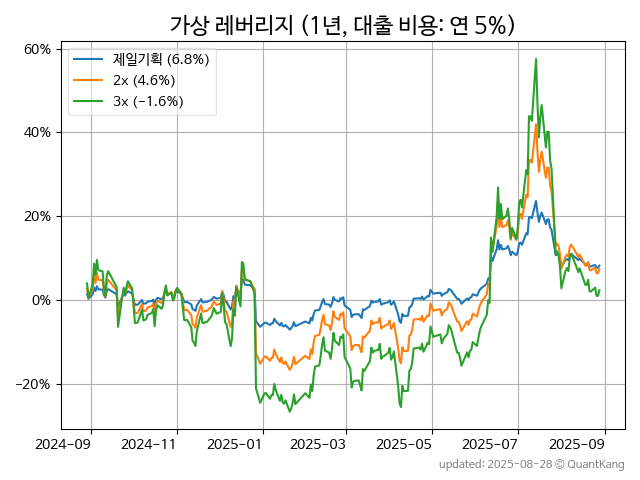 가상 레버리지 (1년, 대출 비용: 연 5%)
60%
40%
20%
0%
−20%
제일기획 (6.8%)
2x (4.6%)
3x (−1.6%)
2024-09 2024-11 2025-01 2025-03 2025-05 2025-07 2025-09
updated: 2025-08-28 © QuantKang